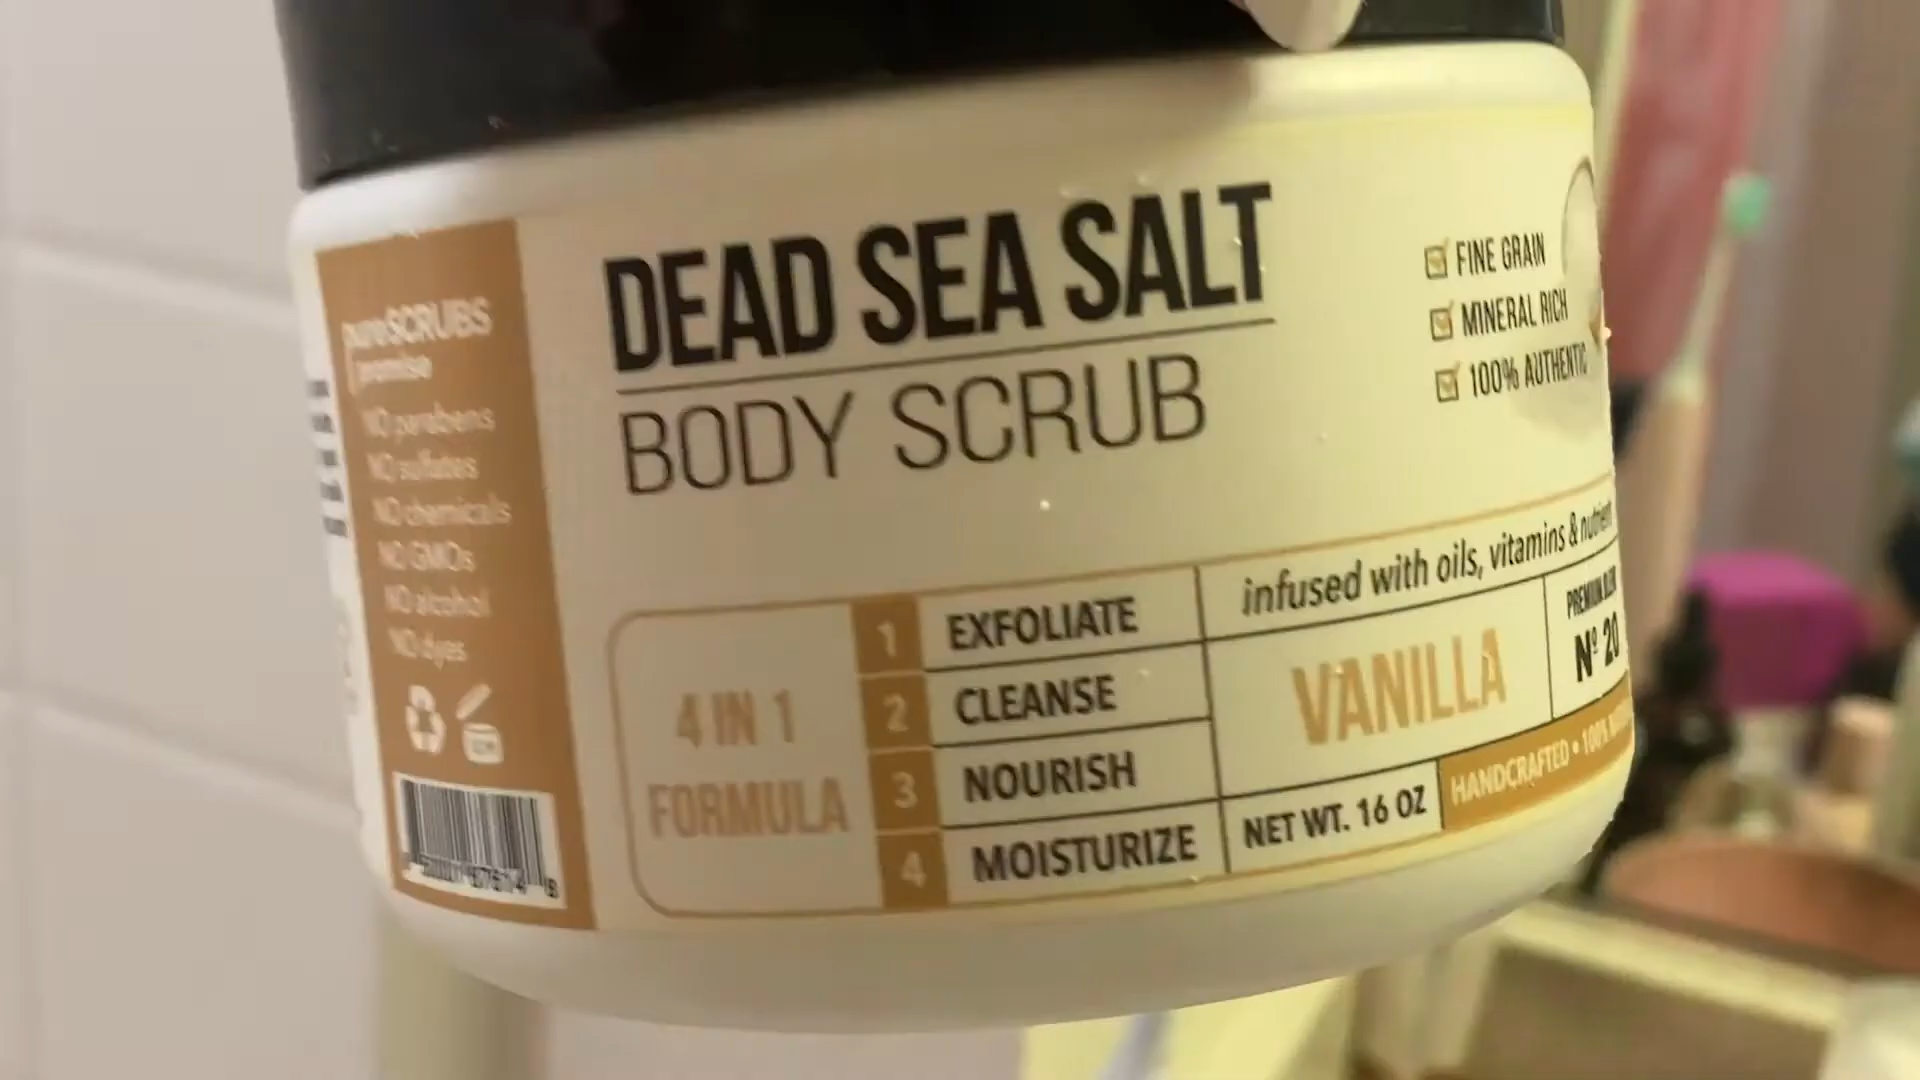 pureSCRUBS
promise
NO parabens
NO sulfates
NO chemicals
NO GMOs
NO alcohol
NO dyes
DEAD SEA SALT
BODY SCRUB
FINE GRAIN
MINERAL RICH
100% AUTHENTIC
4 IN 1
FORMULA
1 EXFOLIATE
2 CLEANSE
3 NOURISH
4 MOISTURIZE
infused with oils, vitamins &
VANILLA
PREMIUM
Nº 20
NET WT. 16 OZ
HANDCRAFTED • 100%